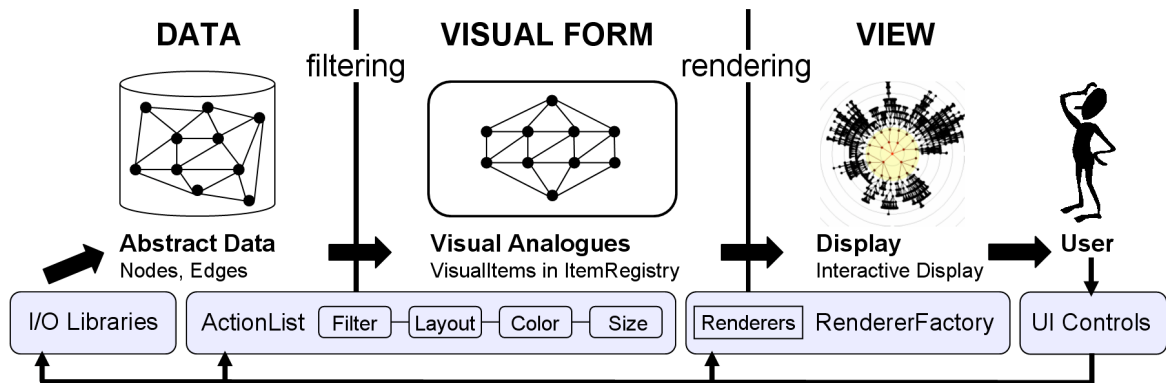 DATA
VISUAL FORM
VIEW
filtering
rendering
Abstract Data
Nodes, Edges
Visual Analogues
VisualItems in ItemRegistry
Display
Interactive Display
User
I/O Libraries
ActionList
Filter
Layout
Color
Size
Renderers
RendererFactory
UI Controls